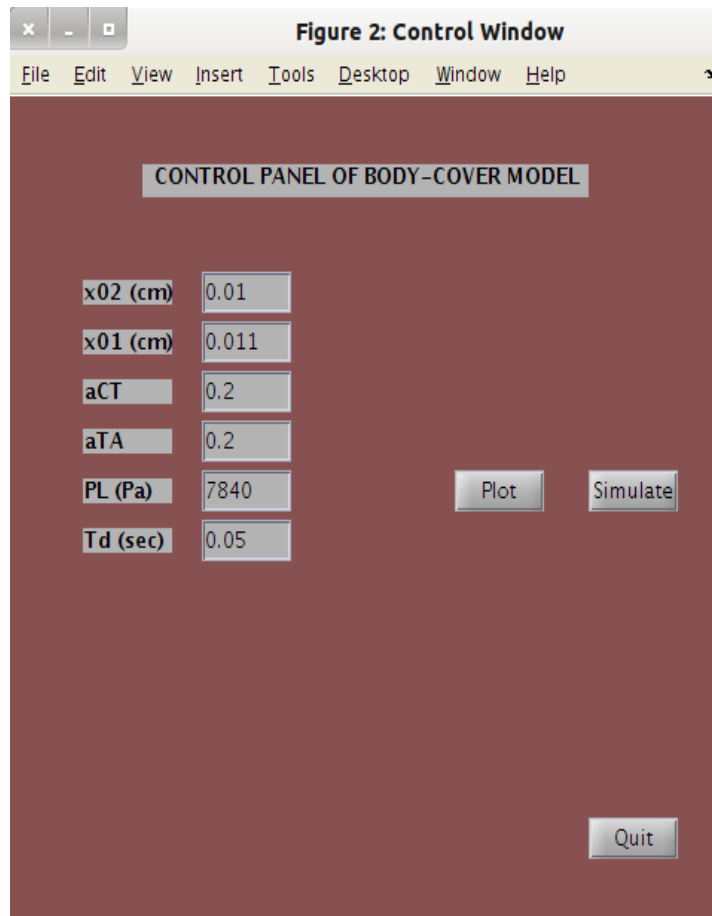 Figure 2: Control Window
File Edit View Insert Tools Desktop Window Help
CONTROL PANEL OF BODY-COVER MODEL
x02 (cm) 0.01
x01 (cm) 0.011
aCT 0.2
aTA 0.2
PL (Pa) 7840 Plot Simulate
Td (sec) 0.05
Quit